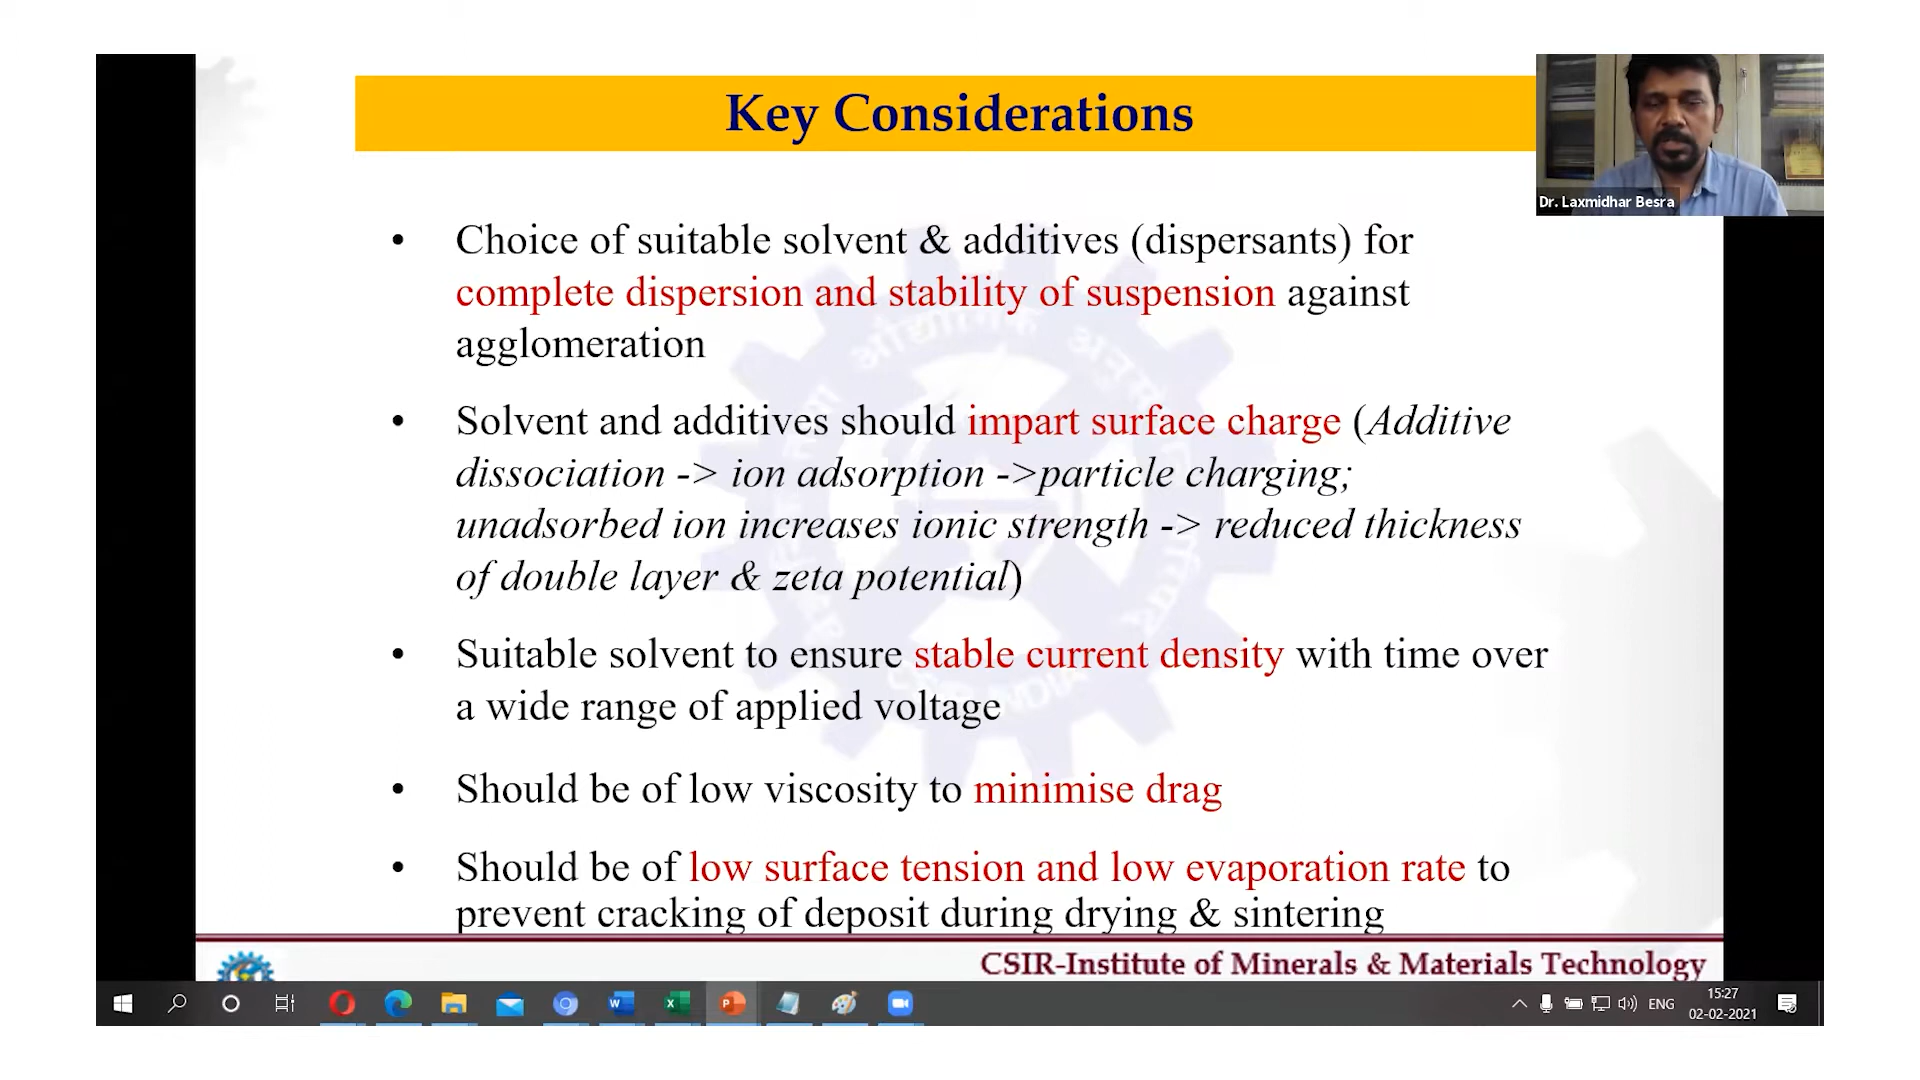 Key Considerations
Dr. Laxmidhar Besra
• Choice of suitable solvent & additives (dispersants) for
complete dispersion and stability of suspension against
agglomeration
• Solvent and additives should impart surface charge (Additive
dissociation -> ion adsorption ->particle charging;
unadsorbed ion increases ionic strength -> reduced thickness
of double layer & zeta potential)
• Suitable solvent to ensure stable current density with time over
a wide range of applied voltage
• Should be of low viscosity to minimise drag
• Should be of low surface tension and low evaporation rate to
prevent cracking of deposit during drying & sintering
CSIR-Institute of Minerals & Materials Technology
ENG
15:27
02-02-2021